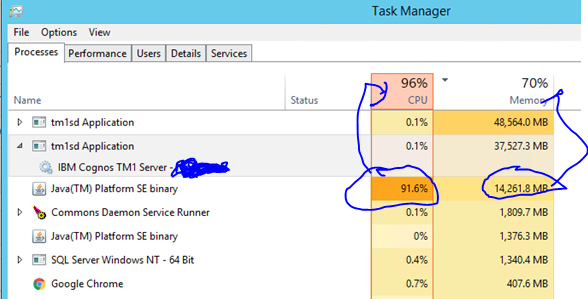 Task Manager
File Options View
Processes Performance Users Details Services
96% 70%
Name Status CPU Memory
tm1sd Application 0.1% 48,564.0 MB
tm1sd Application 0.1% 37,527.3 MB
IBM Cognos TM1 Server -
Java(TM) Platform SE binary 91.6% 14,261.8 MB
Commons Daemon Service Runner 0.1% 1,809.7 MB
Java(TM) Platform SE binary 0% 1,376.3 MB
SQL Server Windows NT - 64 Bit 0.4% 1,340.4 MB
Google Chrome 0.7% 407.6 MB